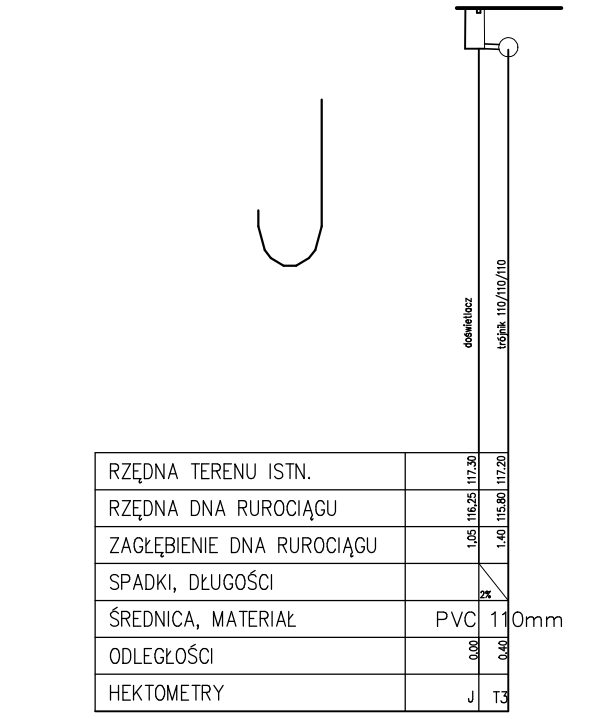 J
doświetlacz
trójnik 110/110/110
RZĘDNA TERENU ISTN. 117.30 117.20
RZĘDNA DNA RUROCIĄGU 116,25 115.80
ZAGŁĘBIENIE DNA RUROCIĄGU 1,05 1.40
SPADKI, DŁUGOŚCI 2%
ŚREDNICA, MATERIAŁ PVC 110mm
ODLEGŁOŚCI 0.00 0.40
HEKTOMETRY J T3